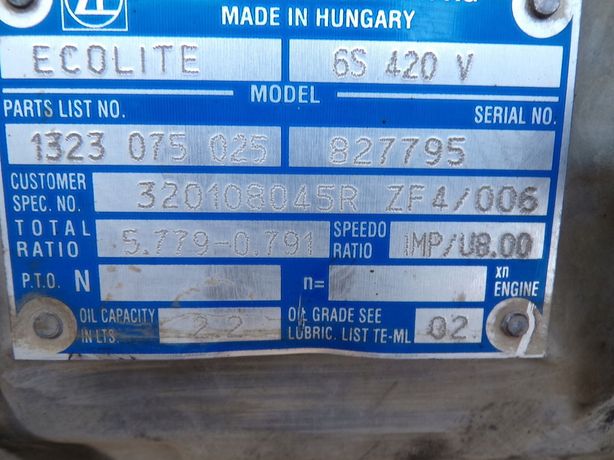 ZF
MADE IN HUNGARY
ECOLITE 6S 420 V
MODEL
PARTS LIST NO. SERIAL NO.
1323 075 025 827795
CUSTOMER SPEC. NO. 320108045R ZF4/006
TOTAL RATIO 5.779-0.791 SPEEDO RATIO IMP/U8.00
P.T.O. N n= xn ENGINE
OIL CAPACITY IN LTS. 2.2 OIL GRADE SEE LUBRIC. LIST TE-ML 02